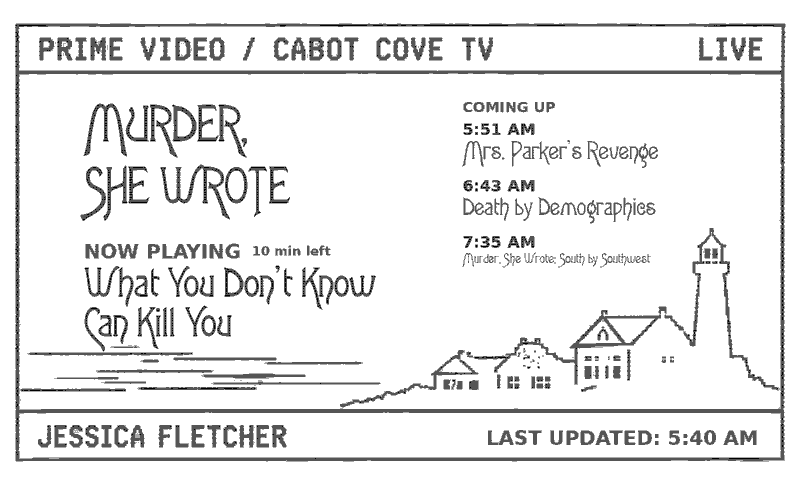 PRIME VIDEO / CABOT COVE TV
LIVE
MURDER,
SHE WROTE
NOW PLAYING 10 min left
What You Don't Know
Can Kill You
COMING UP
5:51 AM
Mrs. Parker's Revenge
6:43 AM
Death by Demographics
7:35 AM
Murder, She Wrote: South by Southwest
JESSICA FLETCHER
LAST UPDATED: 5:40 AM